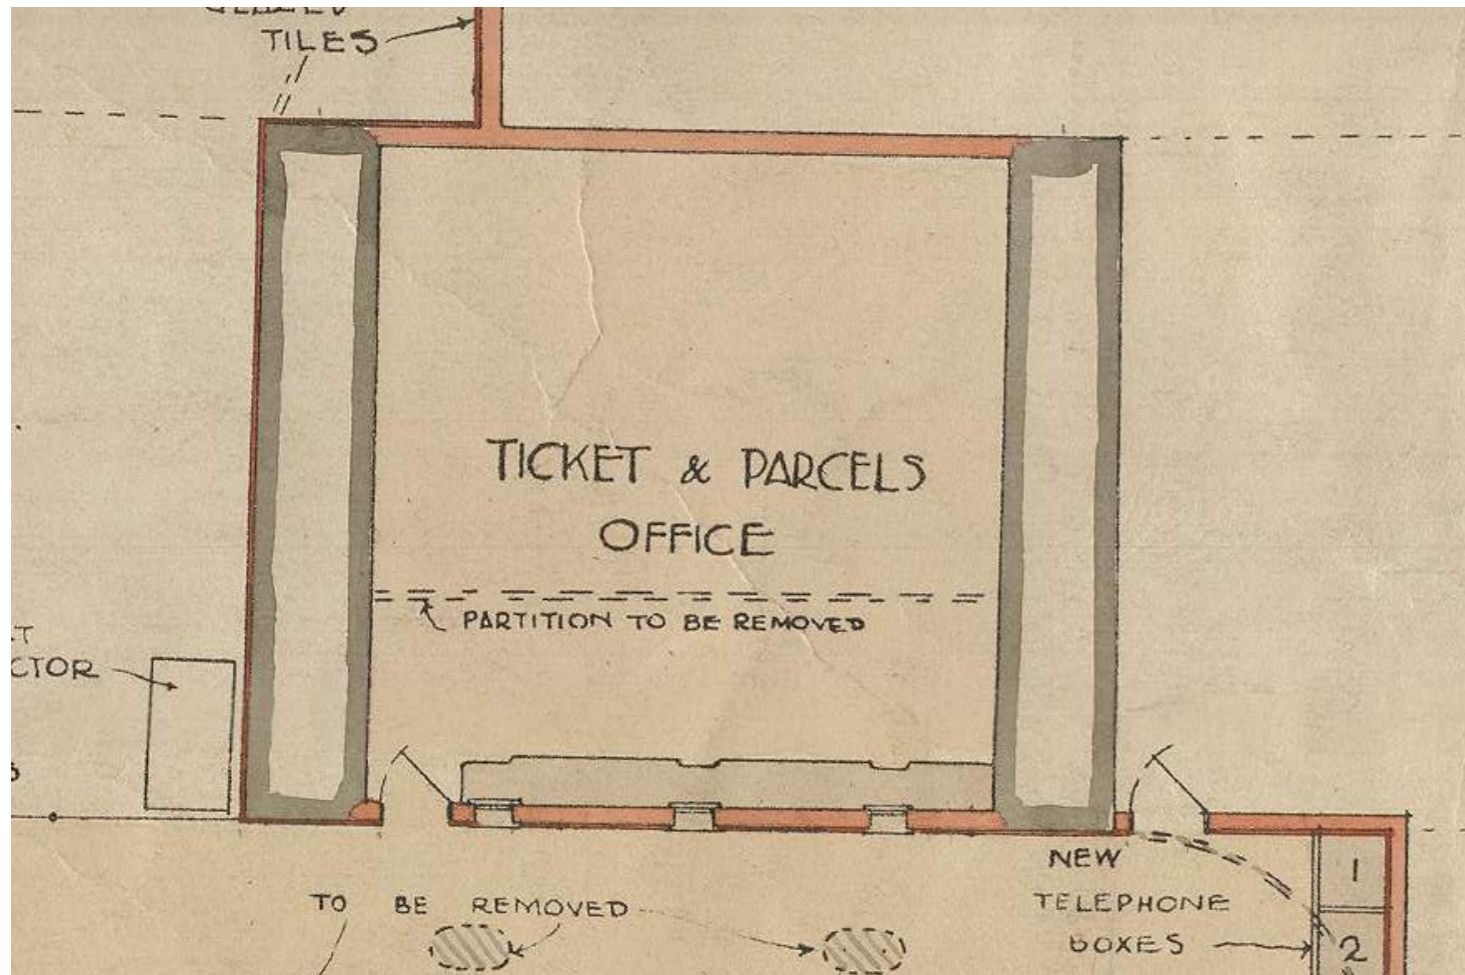 TILES
TICKET & PARCELS
OFFICE
PARTITION TO BE REMOVED
NEW
TELEPHONE
BOXES
1
2
TO BE REMOVED